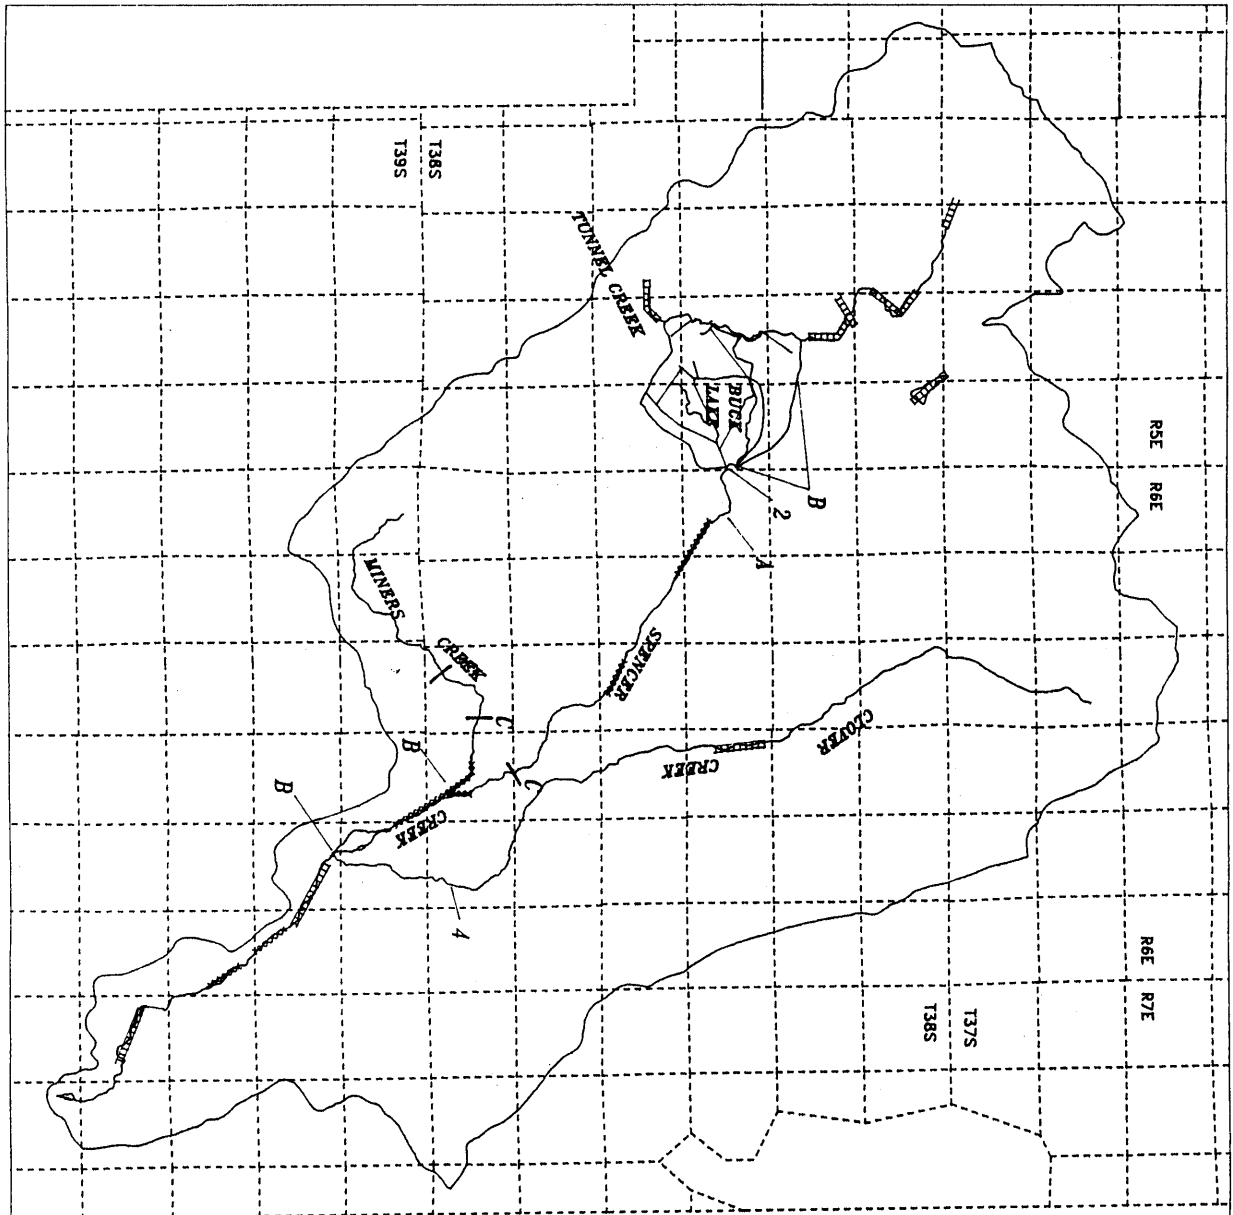 T38S
T39S
TUNNEL CREEK
BUCK
LAKE
R5E
R6E
B
2
A
MINERS
CREEK
SPENCER
CLOVER
CREEK
C
B
C
B
CREEK
4
R6E
R7E
T37S
T38S